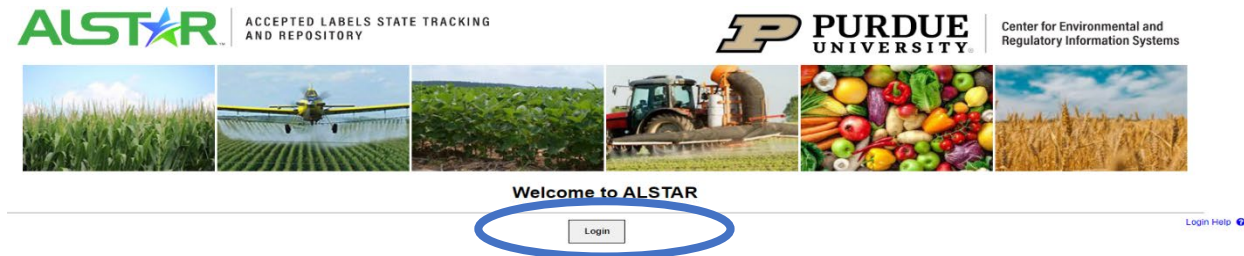 ALSTAR
ACCEPTED LABELS STATE TRACKING
AND REPOSITORY
PURDUE
UNIVERSITY®
Center for Environmental and
Regulatory Information Systems
Welcome to ALSTAR
Login
Login Help ?